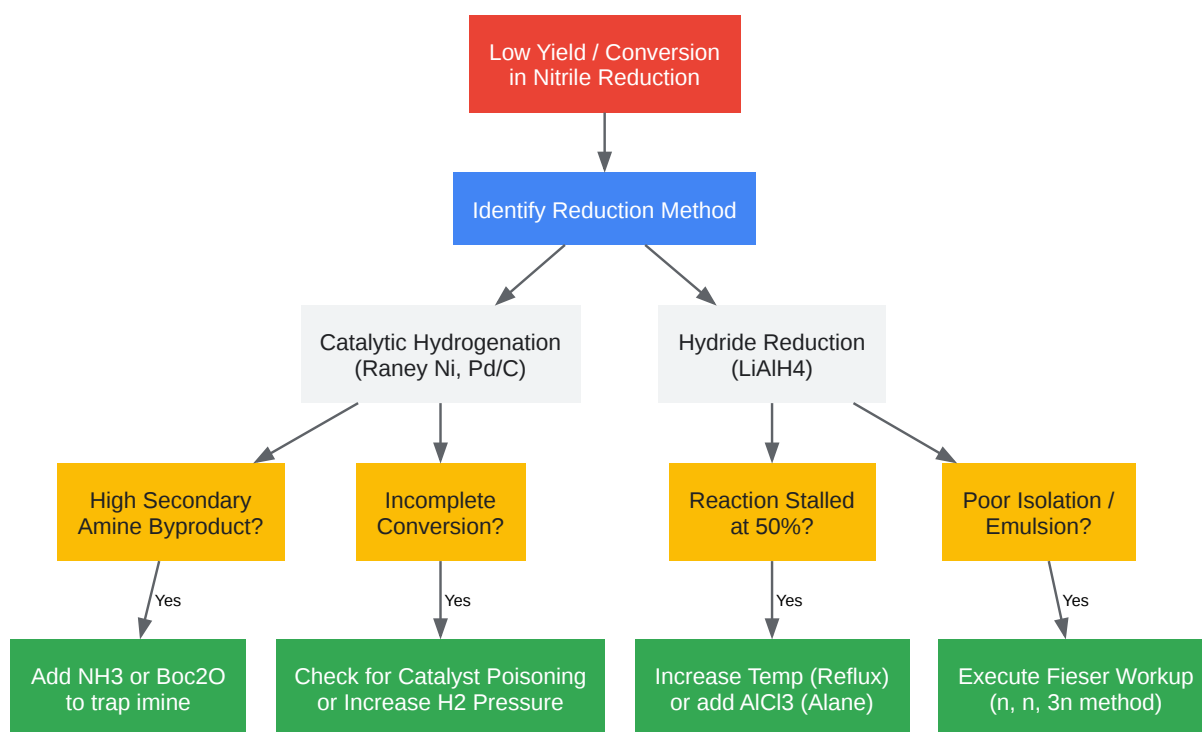 Low Yield / Conversion
in Nitrile Reduction
Identify Reduction Method
Catalytic Hydrogenation
(Raney Ni, Pd/C)
Hydride Reduction
(LiAlH4)
High Secondary
Amine Byproduct?
Incomplete
Conversion?
Reaction Stalled
at 50%?
Poor Isolation /
Emulsion?
Yes
Yes
Yes
Yes
Add NH3 or Boc2O
to trap imine
Check for Catalyst Poisoning
or Increase H2 Pressure
Increase Temp (Reflux)
or add AlCl3 (Alane)
Execute Fieser Workup
(n, n, 3n method)